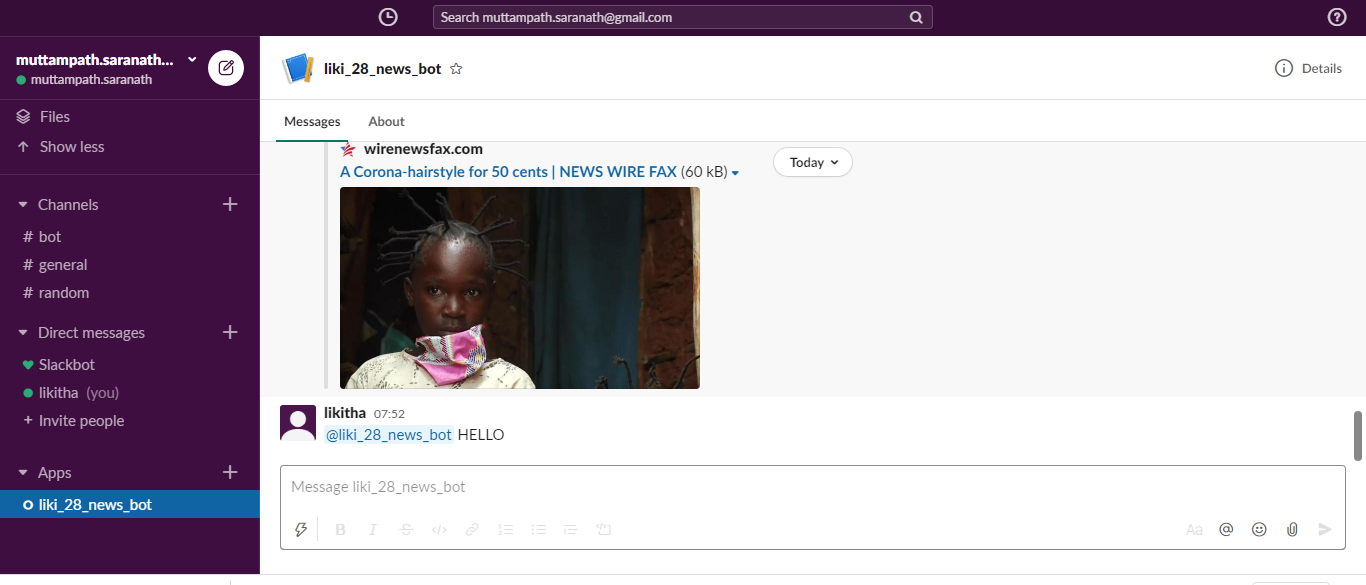 Search muttampath.saranath@gmail.com
muttampath.saranath...
muttampath.saranath
Files
Show less
Channels
# bot
# general
# random
Direct messages
Slackbot
likitha (you)
+ Invite people
Apps
liki_28_news_bot
liki_28_news_bot
Details
Messages About
wirenewsfax.com
Today
A Corona-hairstyle for 50 cents | NEWS WIRE FAX (60 kB)
likitha 07:52
@liki_28_news_bot HELLO
Message liki_28_news_bot
B I S </> Aa @